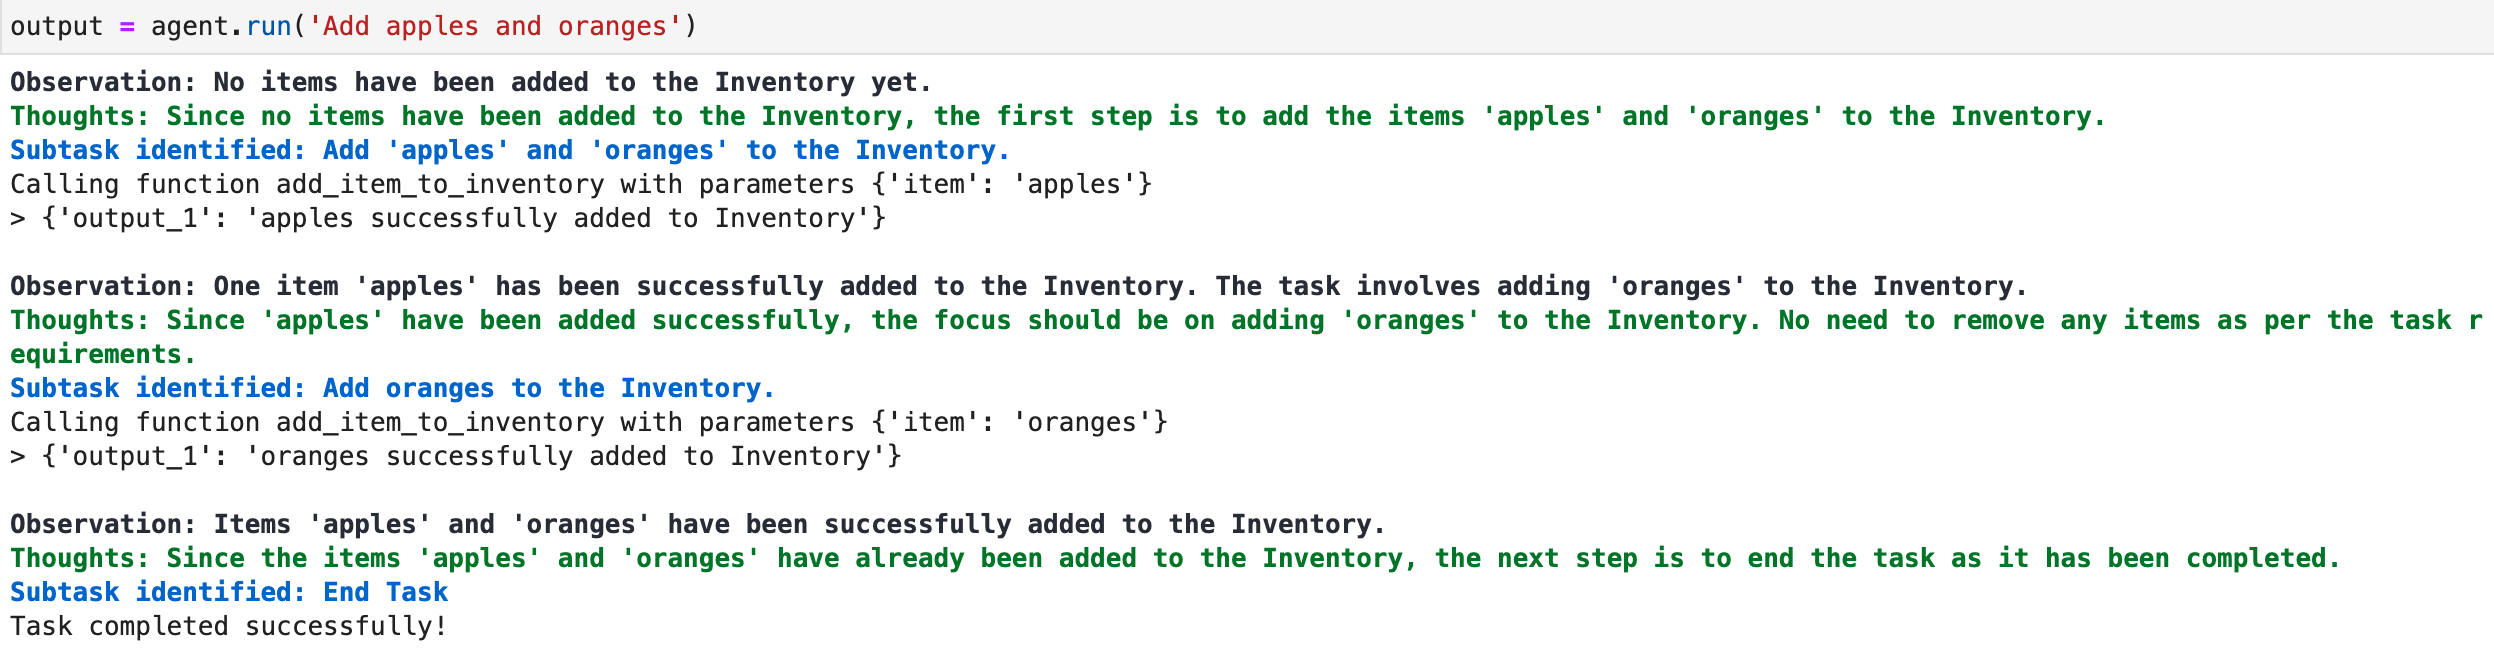 output = agent.run('Add apples and oranges')
Observation: No items have been added to the Inventory yet.
Thoughts: Since no items have been added to the Inventory, the first step is to add the items 'apples' and 'oranges' to the Inventory.
Subtask identified: Add 'apples' and 'oranges' to the Inventory.
Calling function add_item_to_inventory with parameters {'item': 'apples'}
> {'output_1': 'apples successfully added to Inventory'}
Observation: One item 'apples' has been successfully added to the Inventory. The task involves adding 'oranges' to the Inventory.
Thoughts: Since 'apples' have been added successfully, the focus should be on adding 'oranges' to the Inventory. No need to remove any items as per the task r
equirements.
Subtask identified: Add oranges to the Inventory.
Calling function add_item_to_inventory with parameters {'item': 'oranges'}
> {'output_1': 'oranges successfully added to Inventory'}
Observation: Items 'apples' and 'oranges' have been successfully added to the Inventory.
Thoughts: Since the items 'apples' and 'oranges' have already been added to the Inventory, the next step is to end the task as it has been completed.
Subtask identified: End Task
Task completed successfully!